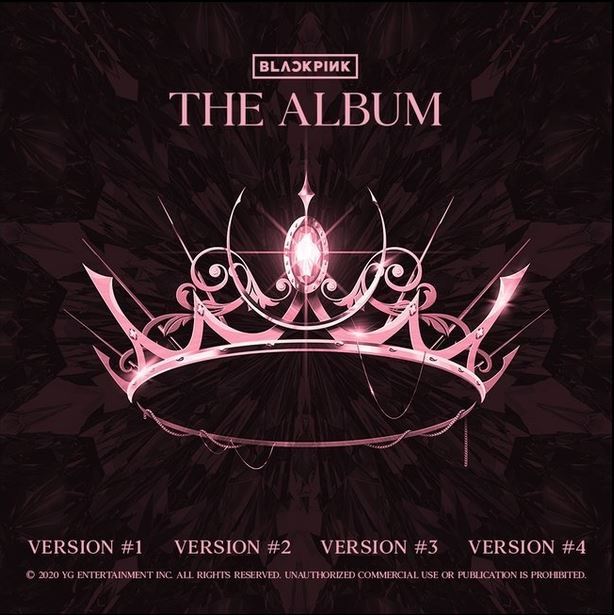 BLACKPINK
THE ALBUM
VERSION #1 VERSION #2 VERSION #3 VERSION #4
© 2020 YG ENTERTAINMENT INC. ALL RIGHTS RESERVED. UNAUTHORIZED COMMERCIAL USE OR PUBLICATION IS PROHIBITED.